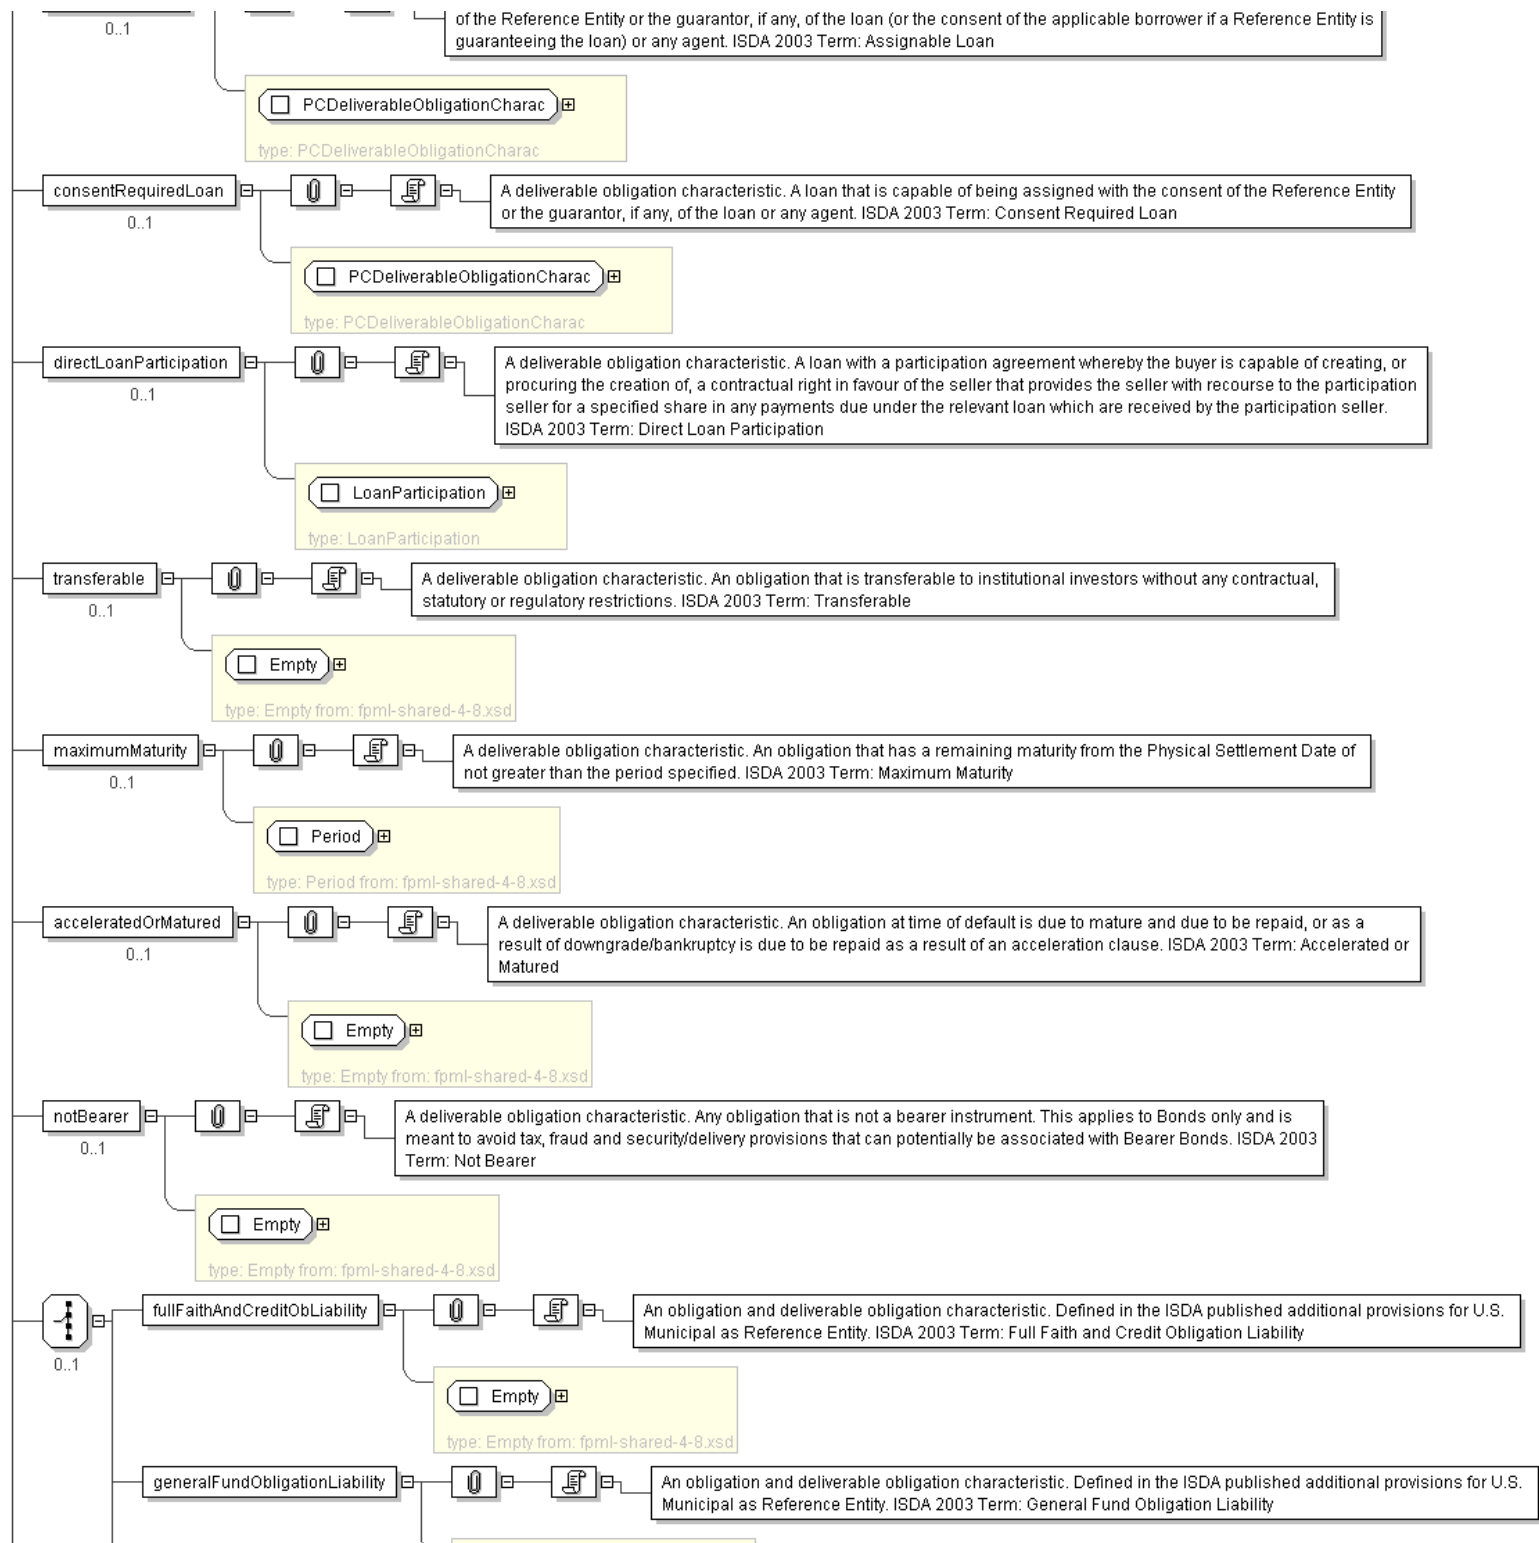 of the Reference Entity or the guarantor, if any, of the loan (or the consent of the applicable borrower if a Reference Entity is
0..1
guaranteeing the loan) or any agent. ISDA 2003 Term: Assignable Loan
PCDeliverableObligationCharac
type: PCDeliverableObligationCharac
consentRequiredLoan
A deliverable obligation characteristic. A loan that is capable of being assigned with the consent of the Reference Entity
or the guarantor, if any, of the loan or any agent. ISDA 2003 Term: Consent Required Loan
0..1
PCDeliverableObligationCharac
type: PCDeliverableObligationCharac
directLoanParticipation
A deliverable obligation characteristic. A loan with a participation agreement whereby the buyer is capable of creating, or
procuring the creation of, a contractual right in favour of the seller that provides the seller with recourse to the participation
seller for a specified share in any payments due under the relevant loan which are received by the participation seller.
ISDA 2003 Term: Direct Loan Participation
0..1
LoanParticipation
type: LoanParticipation
transferable
A deliverable obligation characteristic. An obligation that is transferable to institutional investors without any contractual,
statutory or regulatory restrictions. ISDA 2003 Term: Transferable
0..1
Empty
type: Empty from: fpml-shared-4-8.xsd
maximumMaturity
A deliverable obligation characteristic. An obligation that has a remaining maturity from the Physical Settlement Date of
not greater than the period specified. ISDA 2003 Term: Maximum Maturity
0..1
Period
type: Period from: fpml-shared-4-8.xsd
acceleratedOrMatured
A deliverable obligation characteristic. An obligation at time of default is due to mature and due to be repaid, or as a
result of downgrade/bankruptcy is due to be repaid as a result of an acceleration clause. ISDA 2003 Term: Accelerated or
Matured
0..1
Empty
type: Empty from: fpml-shared-4-8.xsd
notBearer
A deliverable obligation characteristic. Any obligation that is not a bearer instrument. This applies to Bonds only and is
meant to avoid tax, fraud and security/delivery provisions that can potentially be associated with Bearer Bonds. ISDA 2003
Term: Not Bearer
0..1
Empty
type: Empty from: fpml-shared-4-8.xsd
fullFaithAndCreditObLiability
An obligation and deliverable obligation characteristic. Defined in the ISDA published additional provisions for U.S.
Municipal as Reference Entity. ISDA 2003 Term: Full Faith and Credit Obligation Liability
0..1
Empty
type: Empty from: fpml-shared-4-8.xsd
generalFundObligationLiability
An obligation and deliverable obligation characteristic. Defined in the ISDA published additional provisions for U.S.
Municipal as Reference Entity. ISDA 2003 Term: General Fund Obligation Liability